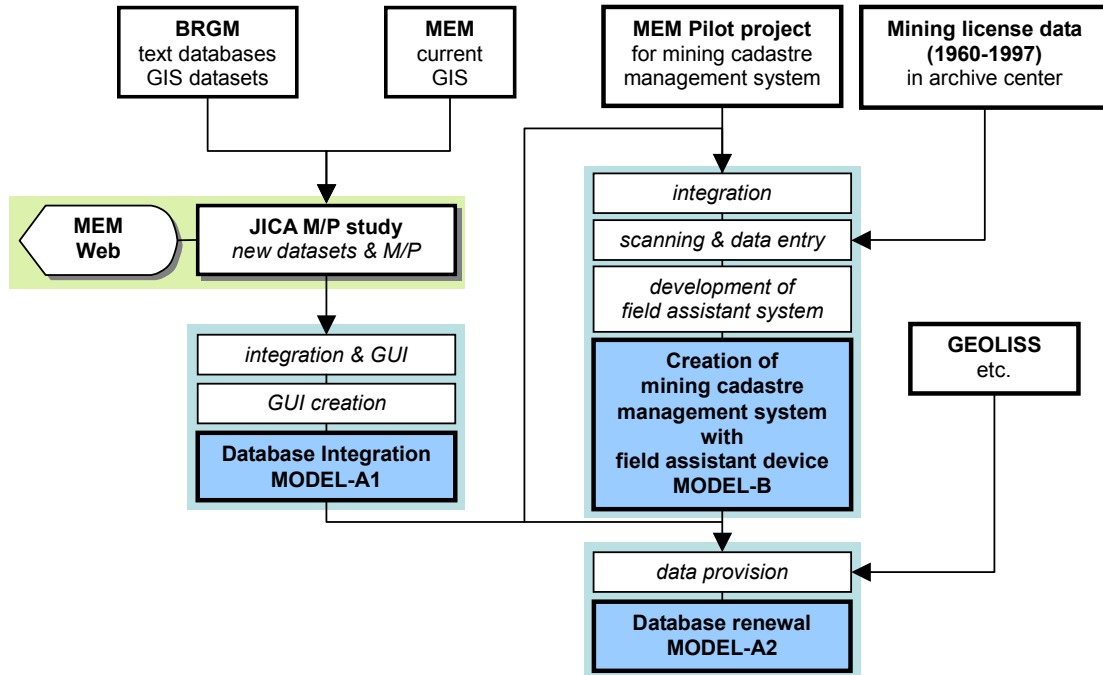 BRGM
text databases
GIS datasets
MEM
current
GIS
MEM Pilot project
for mining cadastre
management system
Mining license data
(1960-1997)
in archive center
MEM
Web
JICA M/P study
new datasets & M/P
integration
scanning & data entry
development of
field assistant system
integration & GUI
GUI creation
Database Integration
MODEL-A1
Creation of
mining cadastre
management system
with
field assistant device
MODEL-B
GEOLISS
etc.
data provision
Database renewal
MODEL-A2